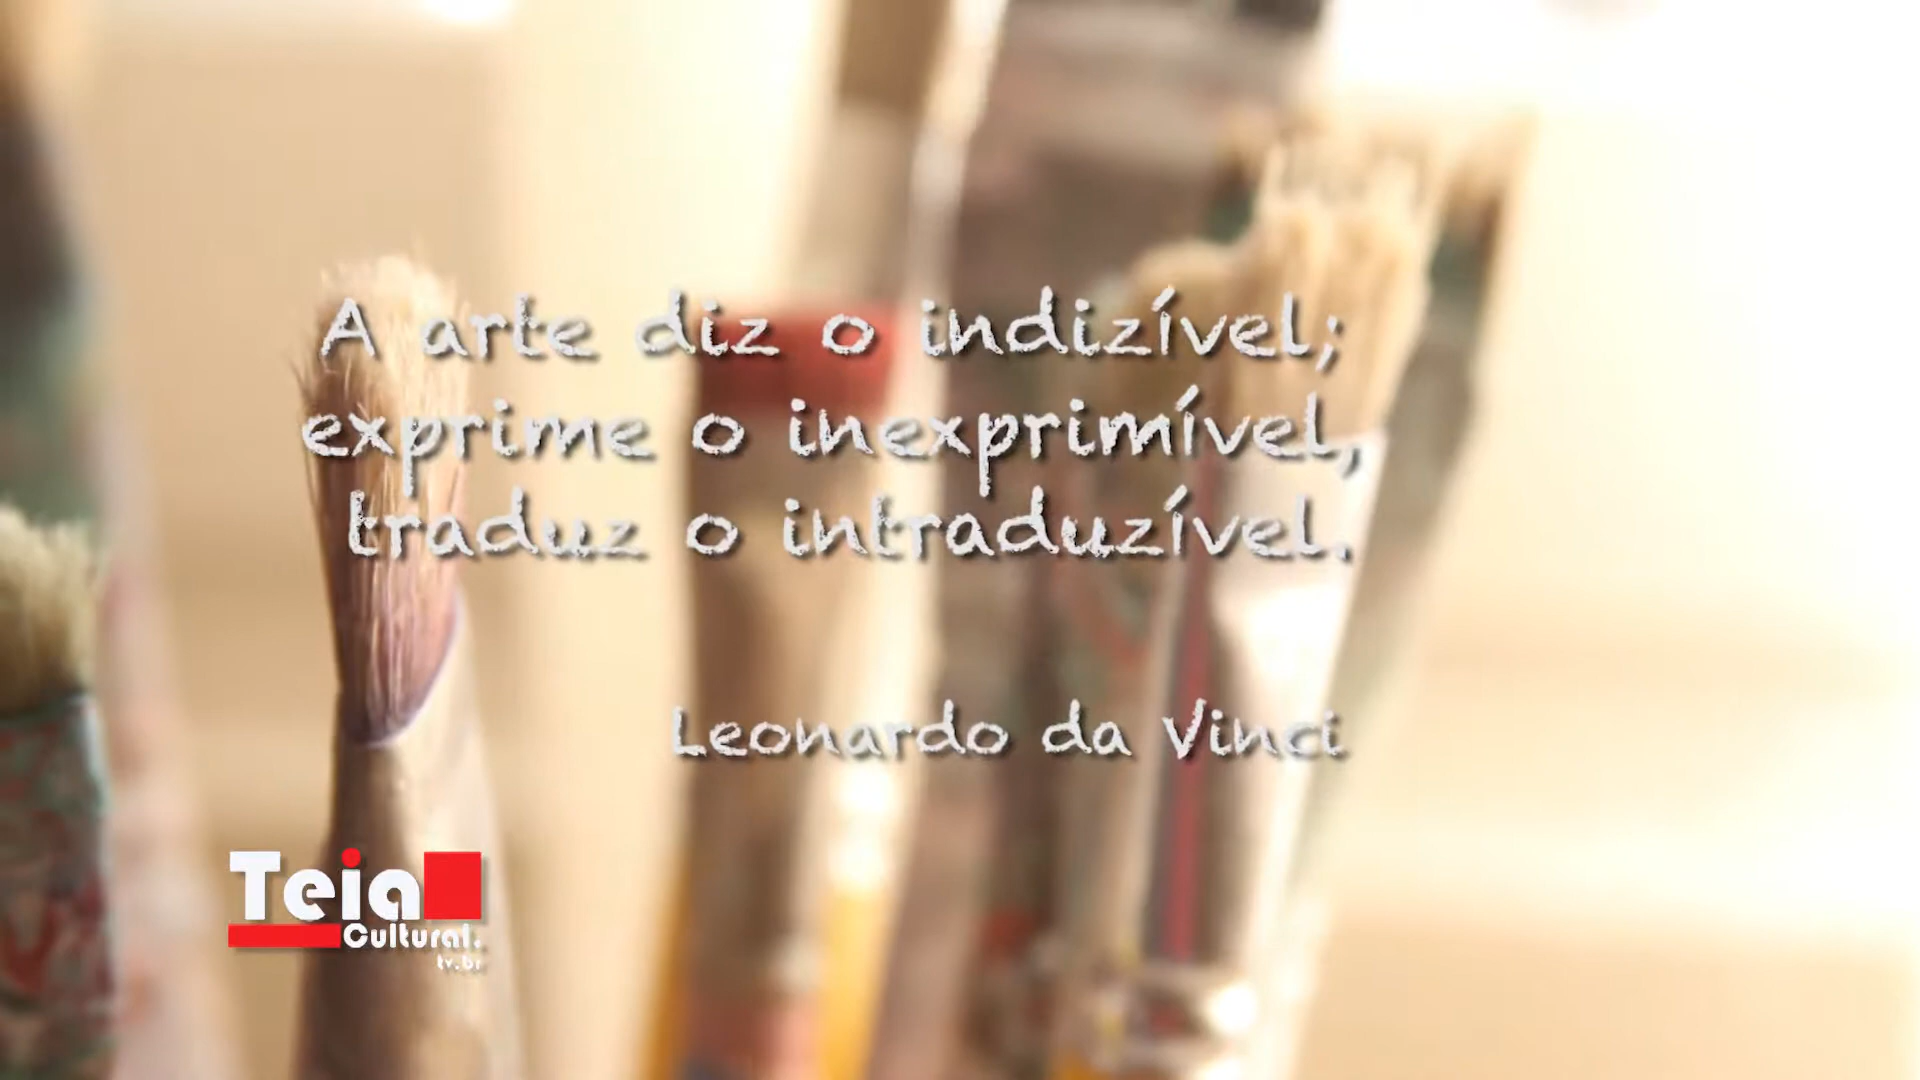 A arte diz o indizível;
exprime o inexprimível,
traduz o intraduzível.
Leonardo da Vinci
Teia
Cultural.
tv.br